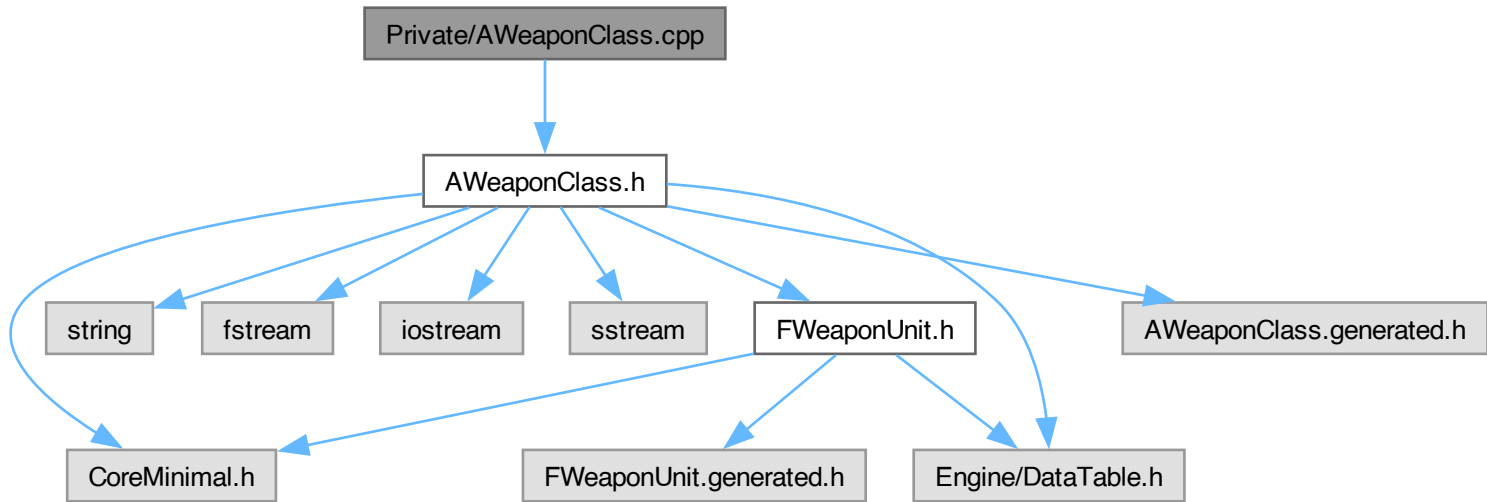 Private/AWeaponClass.cpp
AWeaponClass.h
string
fstream
iostream
sstream
FWeaponUnit.h
AWeaponClass.generated.h
CoreMinimal.h
FWeaponUnit.generated.h
Engine/DataTable.h